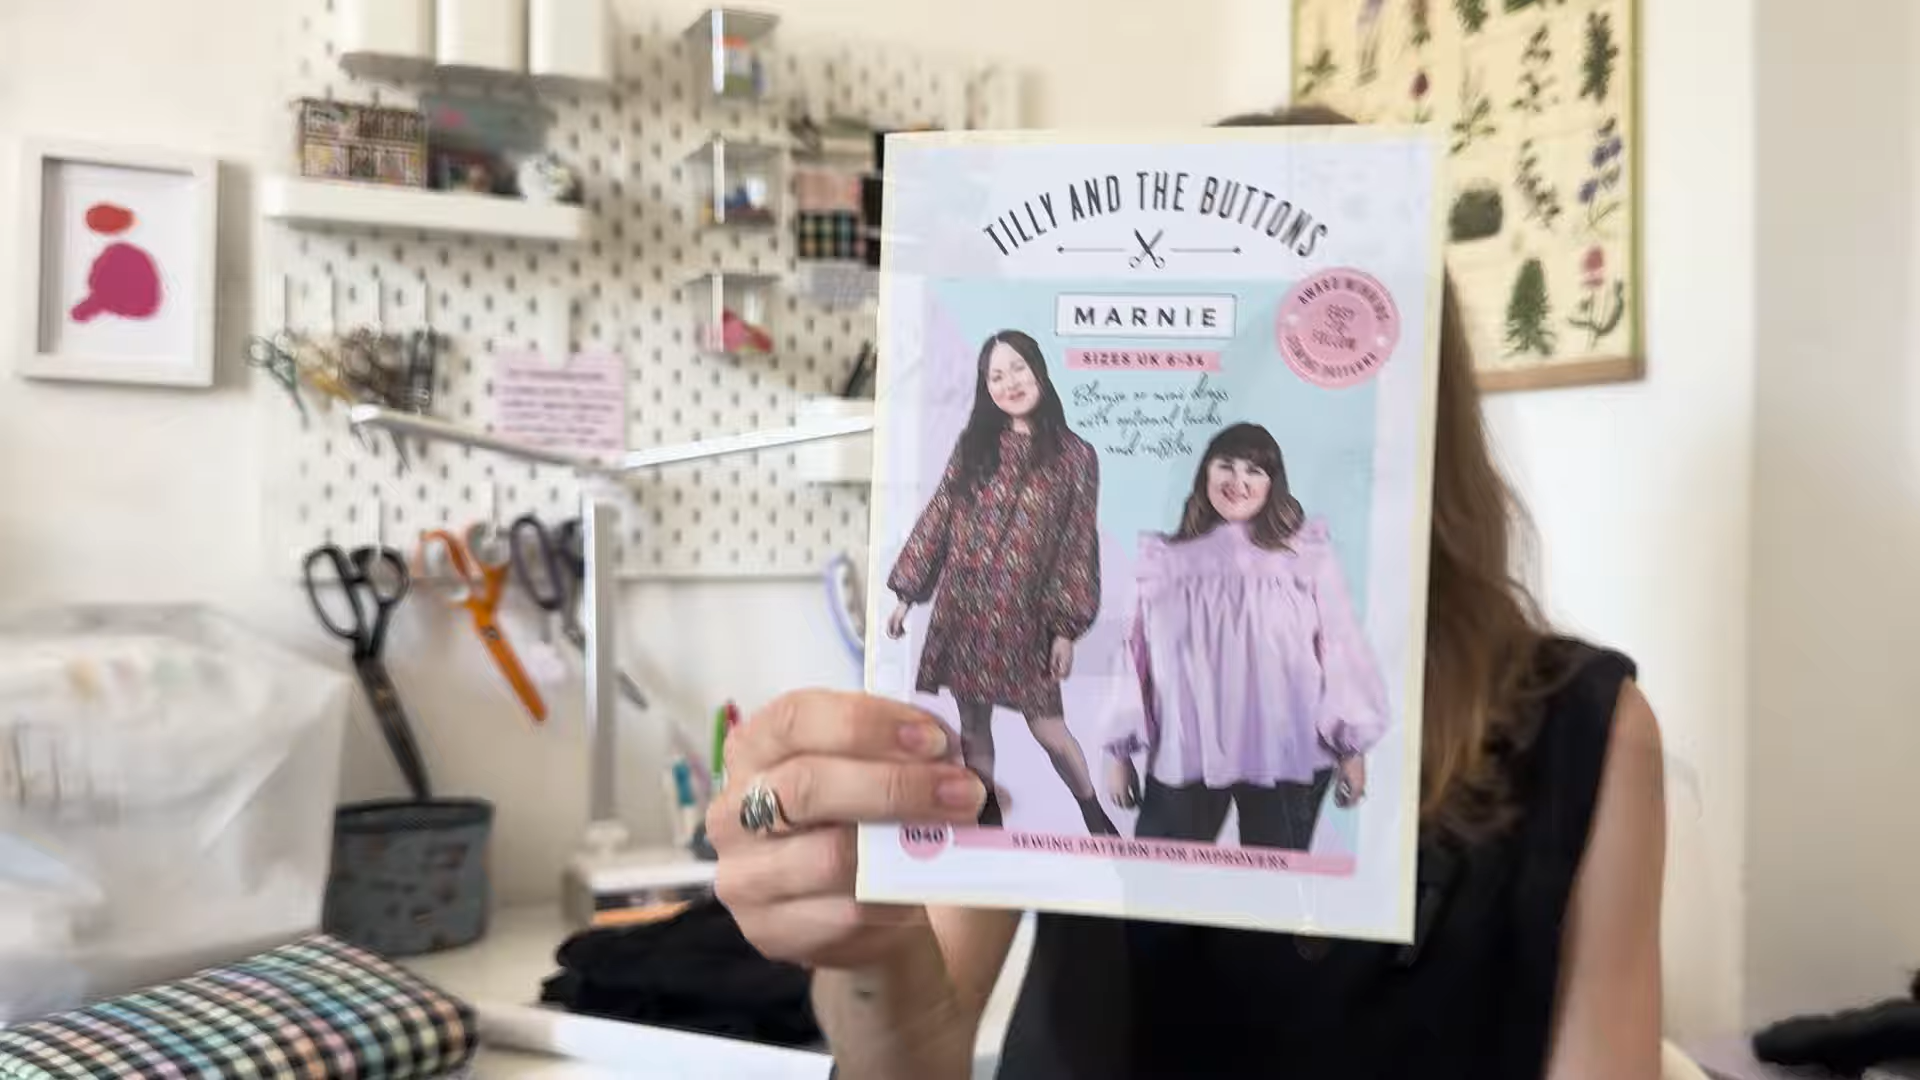 TILLY AND THE BUTTONS
MARNIE
SIZES UK 6-34
AWARD WINNING
EASY
TO
FOLLOW
SEWING PATTERNS
Blouse or mini dress
with optional tucks
and ruffles
1040
SEWING PATTERN FOR IMPROVERS